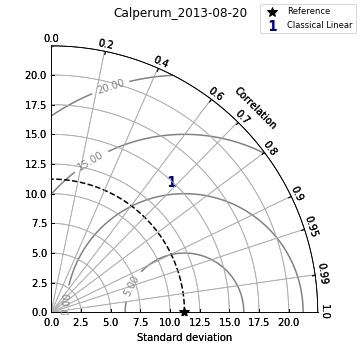 Calperum_2013-08-20
Reference
1 Classical Linear
0.0 0.2 0.4 0.6 0.7 0.8 0.9 0.95 0.99 1.0
Correlation
20.0
17.5
15.0
12.5
10.0
7.5
5.0
2.5
0.0
20.00
15.00
5.00
1
0.0 2.5 5.0 7.5 10.0 12.5 15.0 17.5 20.0
Standard deviation